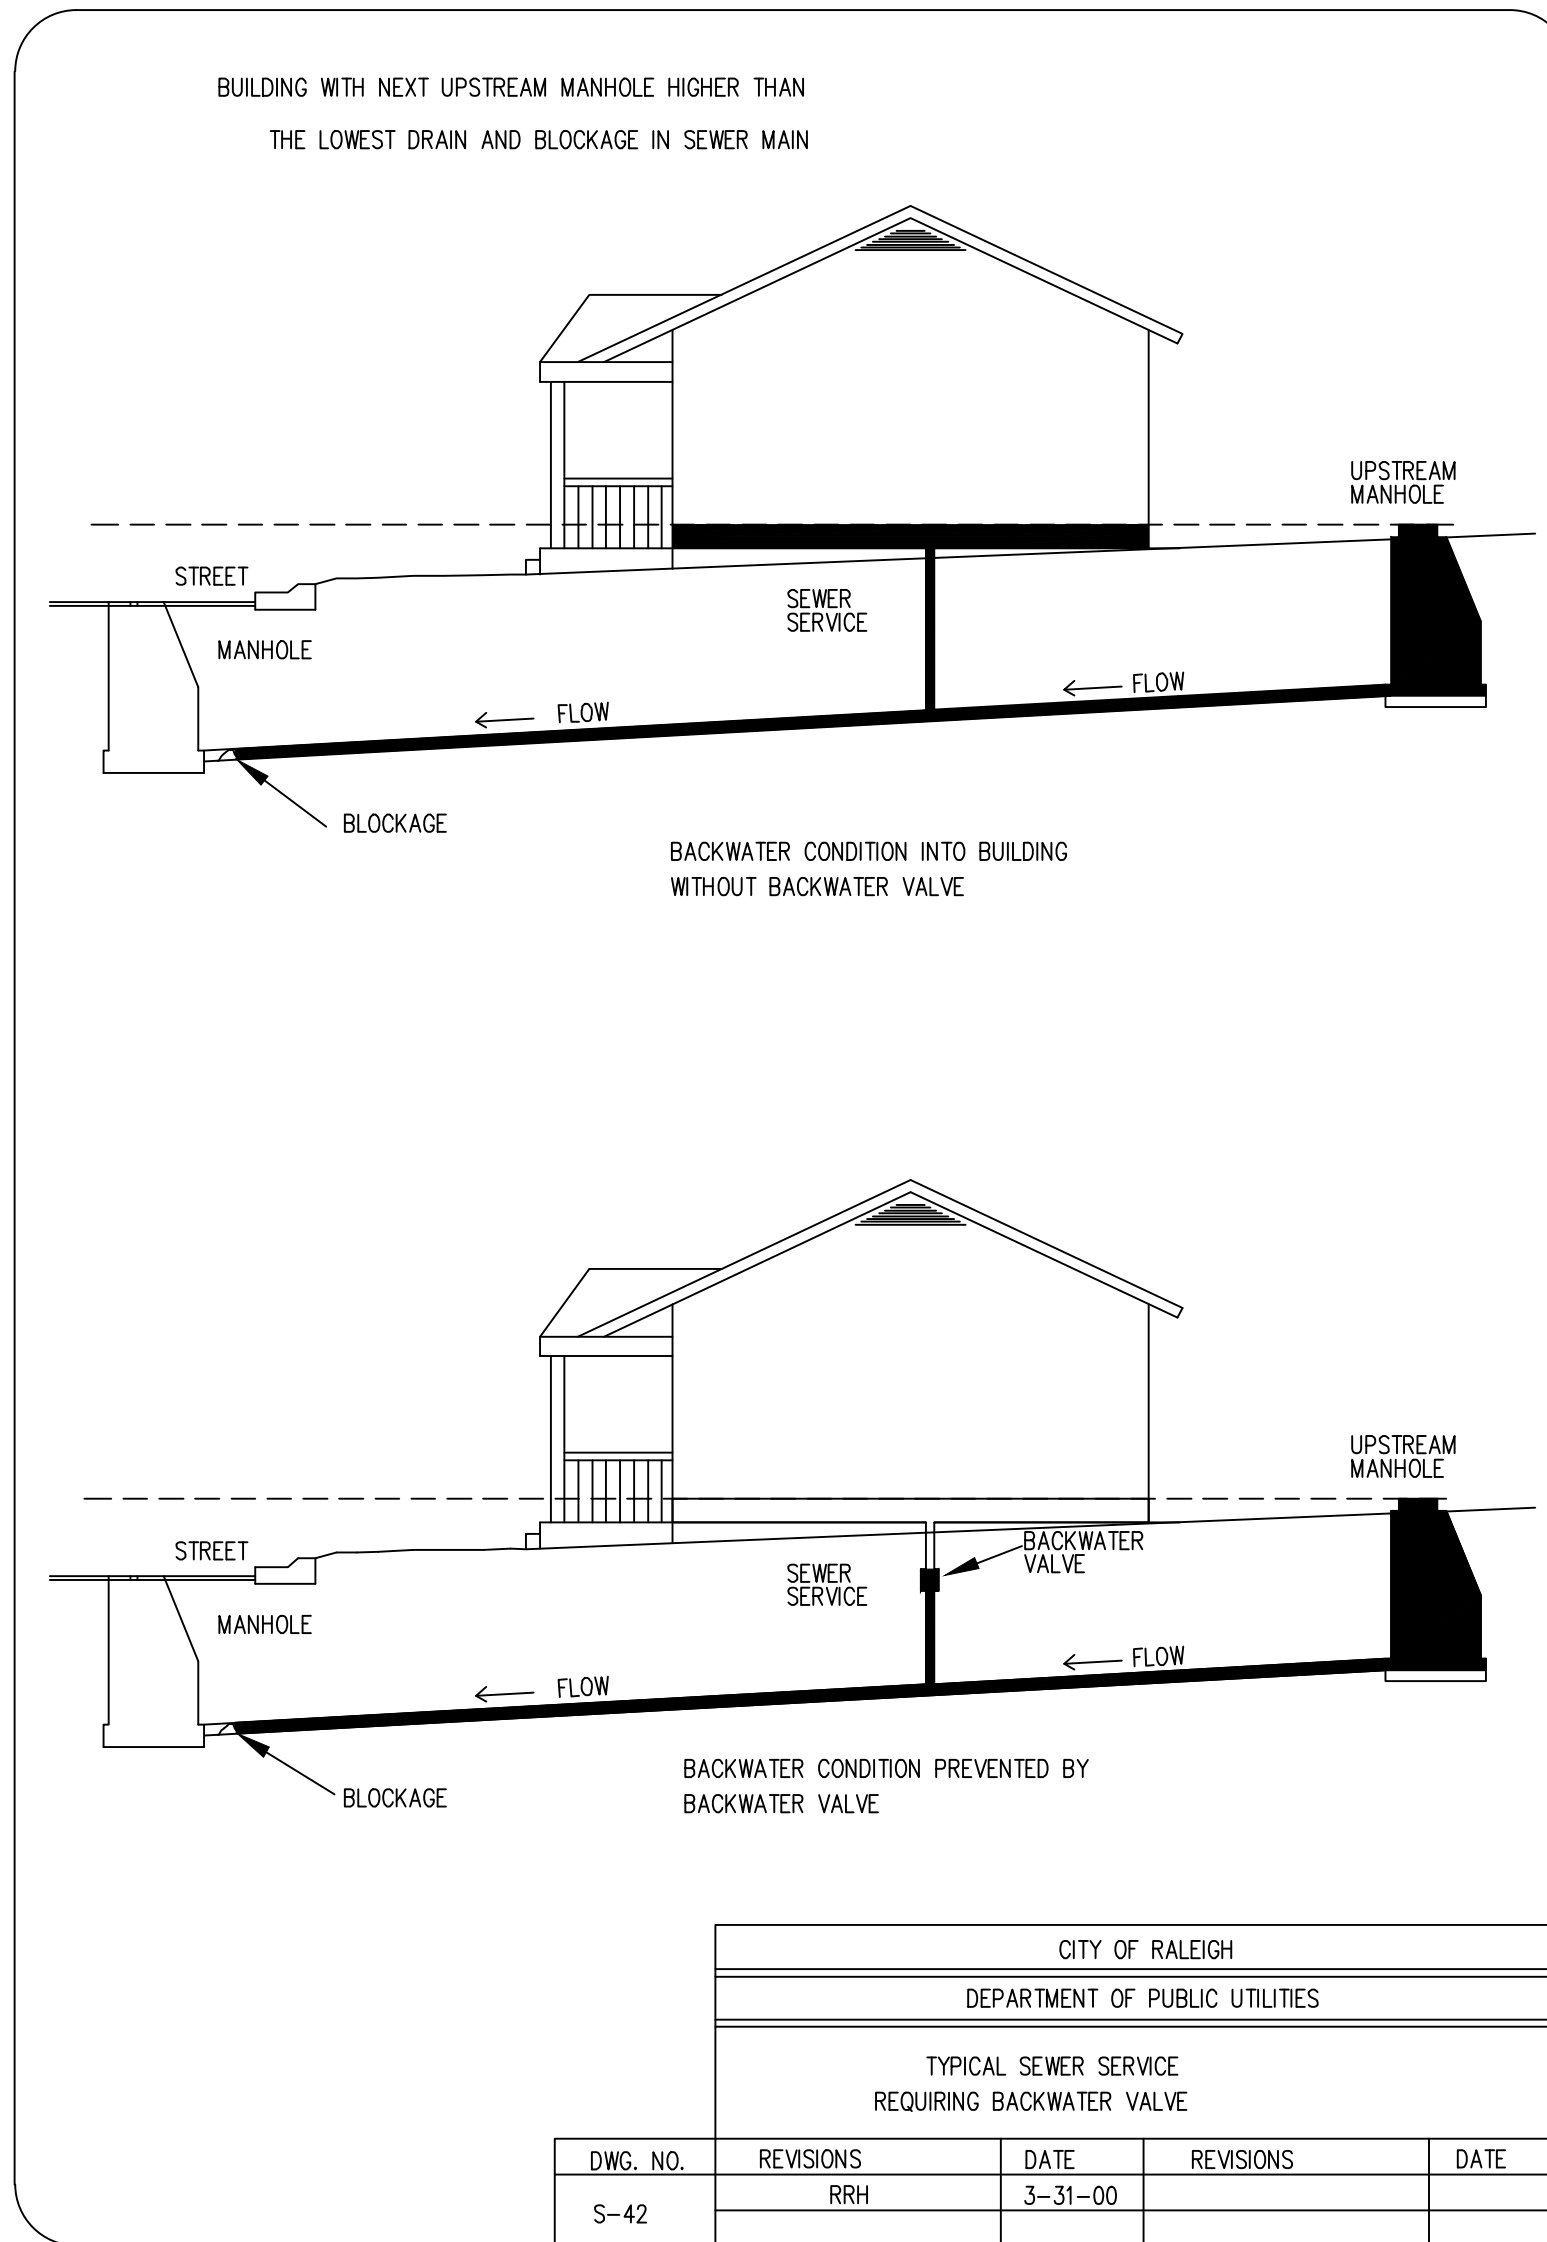 BUILDING WITH NEXT UPSTREAM MANHOLE HIGHER THAN
THE LOWEST DRAIN AND BLOCKAGE IN SEWER MAIN
UPSTREAM
MANHOLE
STREET
SEWER
SERVICE
MANHOLE
FLOW
FLOW
BLOCKAGE
BACKWATER CONDITION INTO BUILDING
WITHOUT BACKWATER VALVE
UPSTREAM
MANHOLE
STREET
BACKWATER
VALVE
SEWER
SERVICE
MANHOLE
FLOW
FLOW
BLOCKAGE
BACKWATER CONDITION PREVENTED BY
BACKWATER VALVE
CITY OF RALEIGH
DEPARTMENT OF PUBLIC UTILITIES
TYPICAL SEWER SERVICE
REQUIRING BACKWATER VALVE
DWG. NO. REVISIONS DATE REVISIONS DATE
RRH 3-31-00
S-42